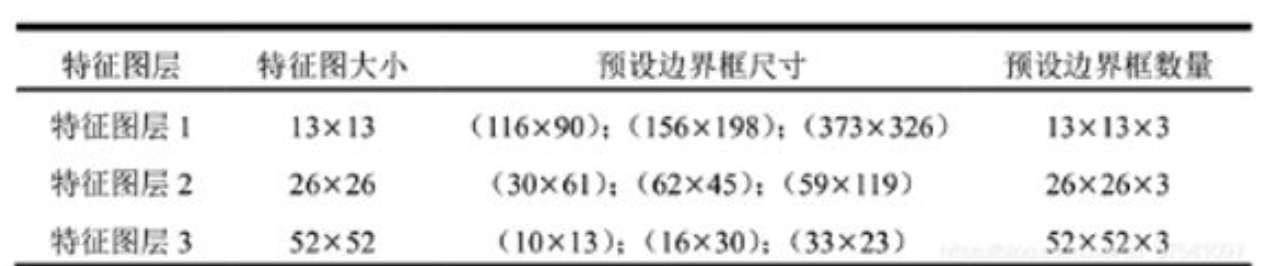 特征图层 特征图大小 预设边界框尺寸 预设边界框数量
特征图层 1 13×13 (116×90); (156×198); (373×326) 13×13×3
特征图层 2 26×26 (30×61); (62×45); (59×119) 26×26×3
特征图层 3 52×52 (10×13); (16×30); (33×23) 52×52×3